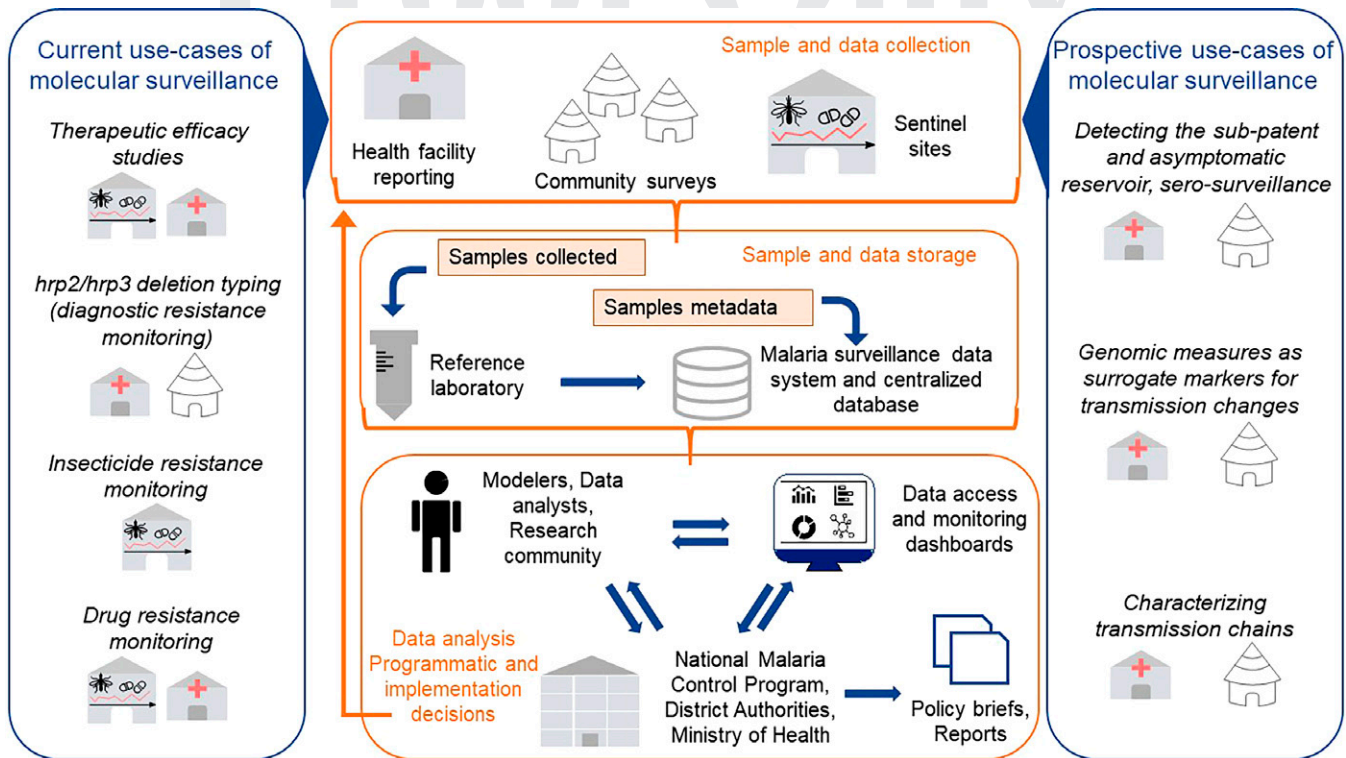 Current use-cases of
molecular surveillance
Therapeutic efficacy
studies
hrp2/hrp3 deletion typing
(diagnostic resistance
monitoring)
Insecticide resistance
monitoring
Drug resistance
monitoring
Sample and data collection
Health facility
reporting
Community surveys
Sentinel
sites
Samples collected
Sample and data storage
Samples metadata
Reference
laboratory
Malaria surveillance data
system and centralized
database
Modelers, Data
analysts,
Research
community
Data access
and monitoring
dashboards
Data analysis
Programmatic and
implementation
decisions
National Malaria
Control Program,
District Authorities,
Ministry of Health
Policy briefs,
Reports
Prospective use-cases of
molecular surveillance
Detecting the sub-patent
and asymptomatic
reservoir, sero-surveillance
Genomic measures as
surrogate markers for
transmission changes
Characterizing
transmission chains